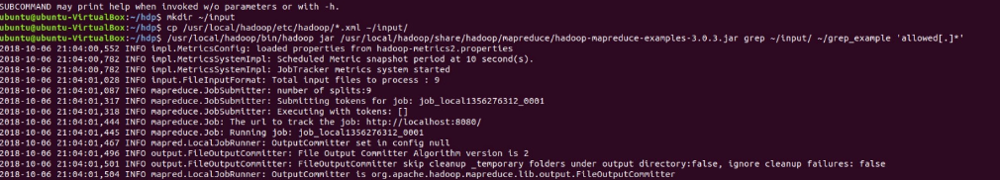 SUBCOMMAND may print help when invoked w/o parameters or with -h.
ubuntu@ubuntu-VirtualBox:~/hdp$ mkdir ~/input
ubuntu@ubuntu-VirtualBox:~/hdp$ cp /usr/local/hadoop/etc/hadoop/*.xml ~/input/
ubuntu@ubuntu-VirtualBox:~/hdp$ /usr/local/hadoop/bin/hadoop jar /usr/local/hadoop/share/hadoop/mapreduce/hadoop-mapreduce-examples-3.0.3.jar grep ~/input/ ~/grep_example 'allowed[.]*'
2018-10-06 21:04:00,552 INFO impl.MetricsConfig: loaded properties from hadoop-metrics2.properties
2018-10-06 21:04:00,782 INFO impl.MetricsSystemImpl: Scheduled Metric snapshot period at 10 second(s).
2018-10-06 21:04:00,782 INFO impl.MetricsSystemImpl: JobTracker metrics system started
2018-10-06 21:04:01,028 INFO input.FileInputFormat: Total input files to process : 9
2018-10-06 21:04:01,087 INFO mapreduce.JobSubmitter: number of splits:9
2018-10-06 21:04:01,317 INFO mapreduce.JobSubmitter: Submitting tokens for job: job_local1356276312_0001
2018-10-06 21:04:01,318 INFO mapreduce.JobSubmitter: Executing with tokens: []
2018-10-06 21:04:01,444 INFO mapreduce.Job: The url to track the job: http://localhost:8080/
2018-10-06 21:04:01,445 INFO mapreduce.Job: Running job: job_local1356276312_0001
2018-10-06 21:04:01,467 INFO mapred.LocalJobRunner: OutputCommitter set in config null
2018-10-06 21:04:01,496 INFO output.FileOutputCommitter: File Output Committer Algorithm version is 2
2018-10-06 21:04:01,501 INFO output.FileOutputCommitter: FileOutputCommitter skip cleanup _temporary folders under output directory:false, ignore cleanup failures: false
2018-10-06 21:04:01,504 INFO mapred.LocalJobRunner: OutputCommitter is org.apache.hadoop.mapreduce.lib.output.FileOutputCommitter